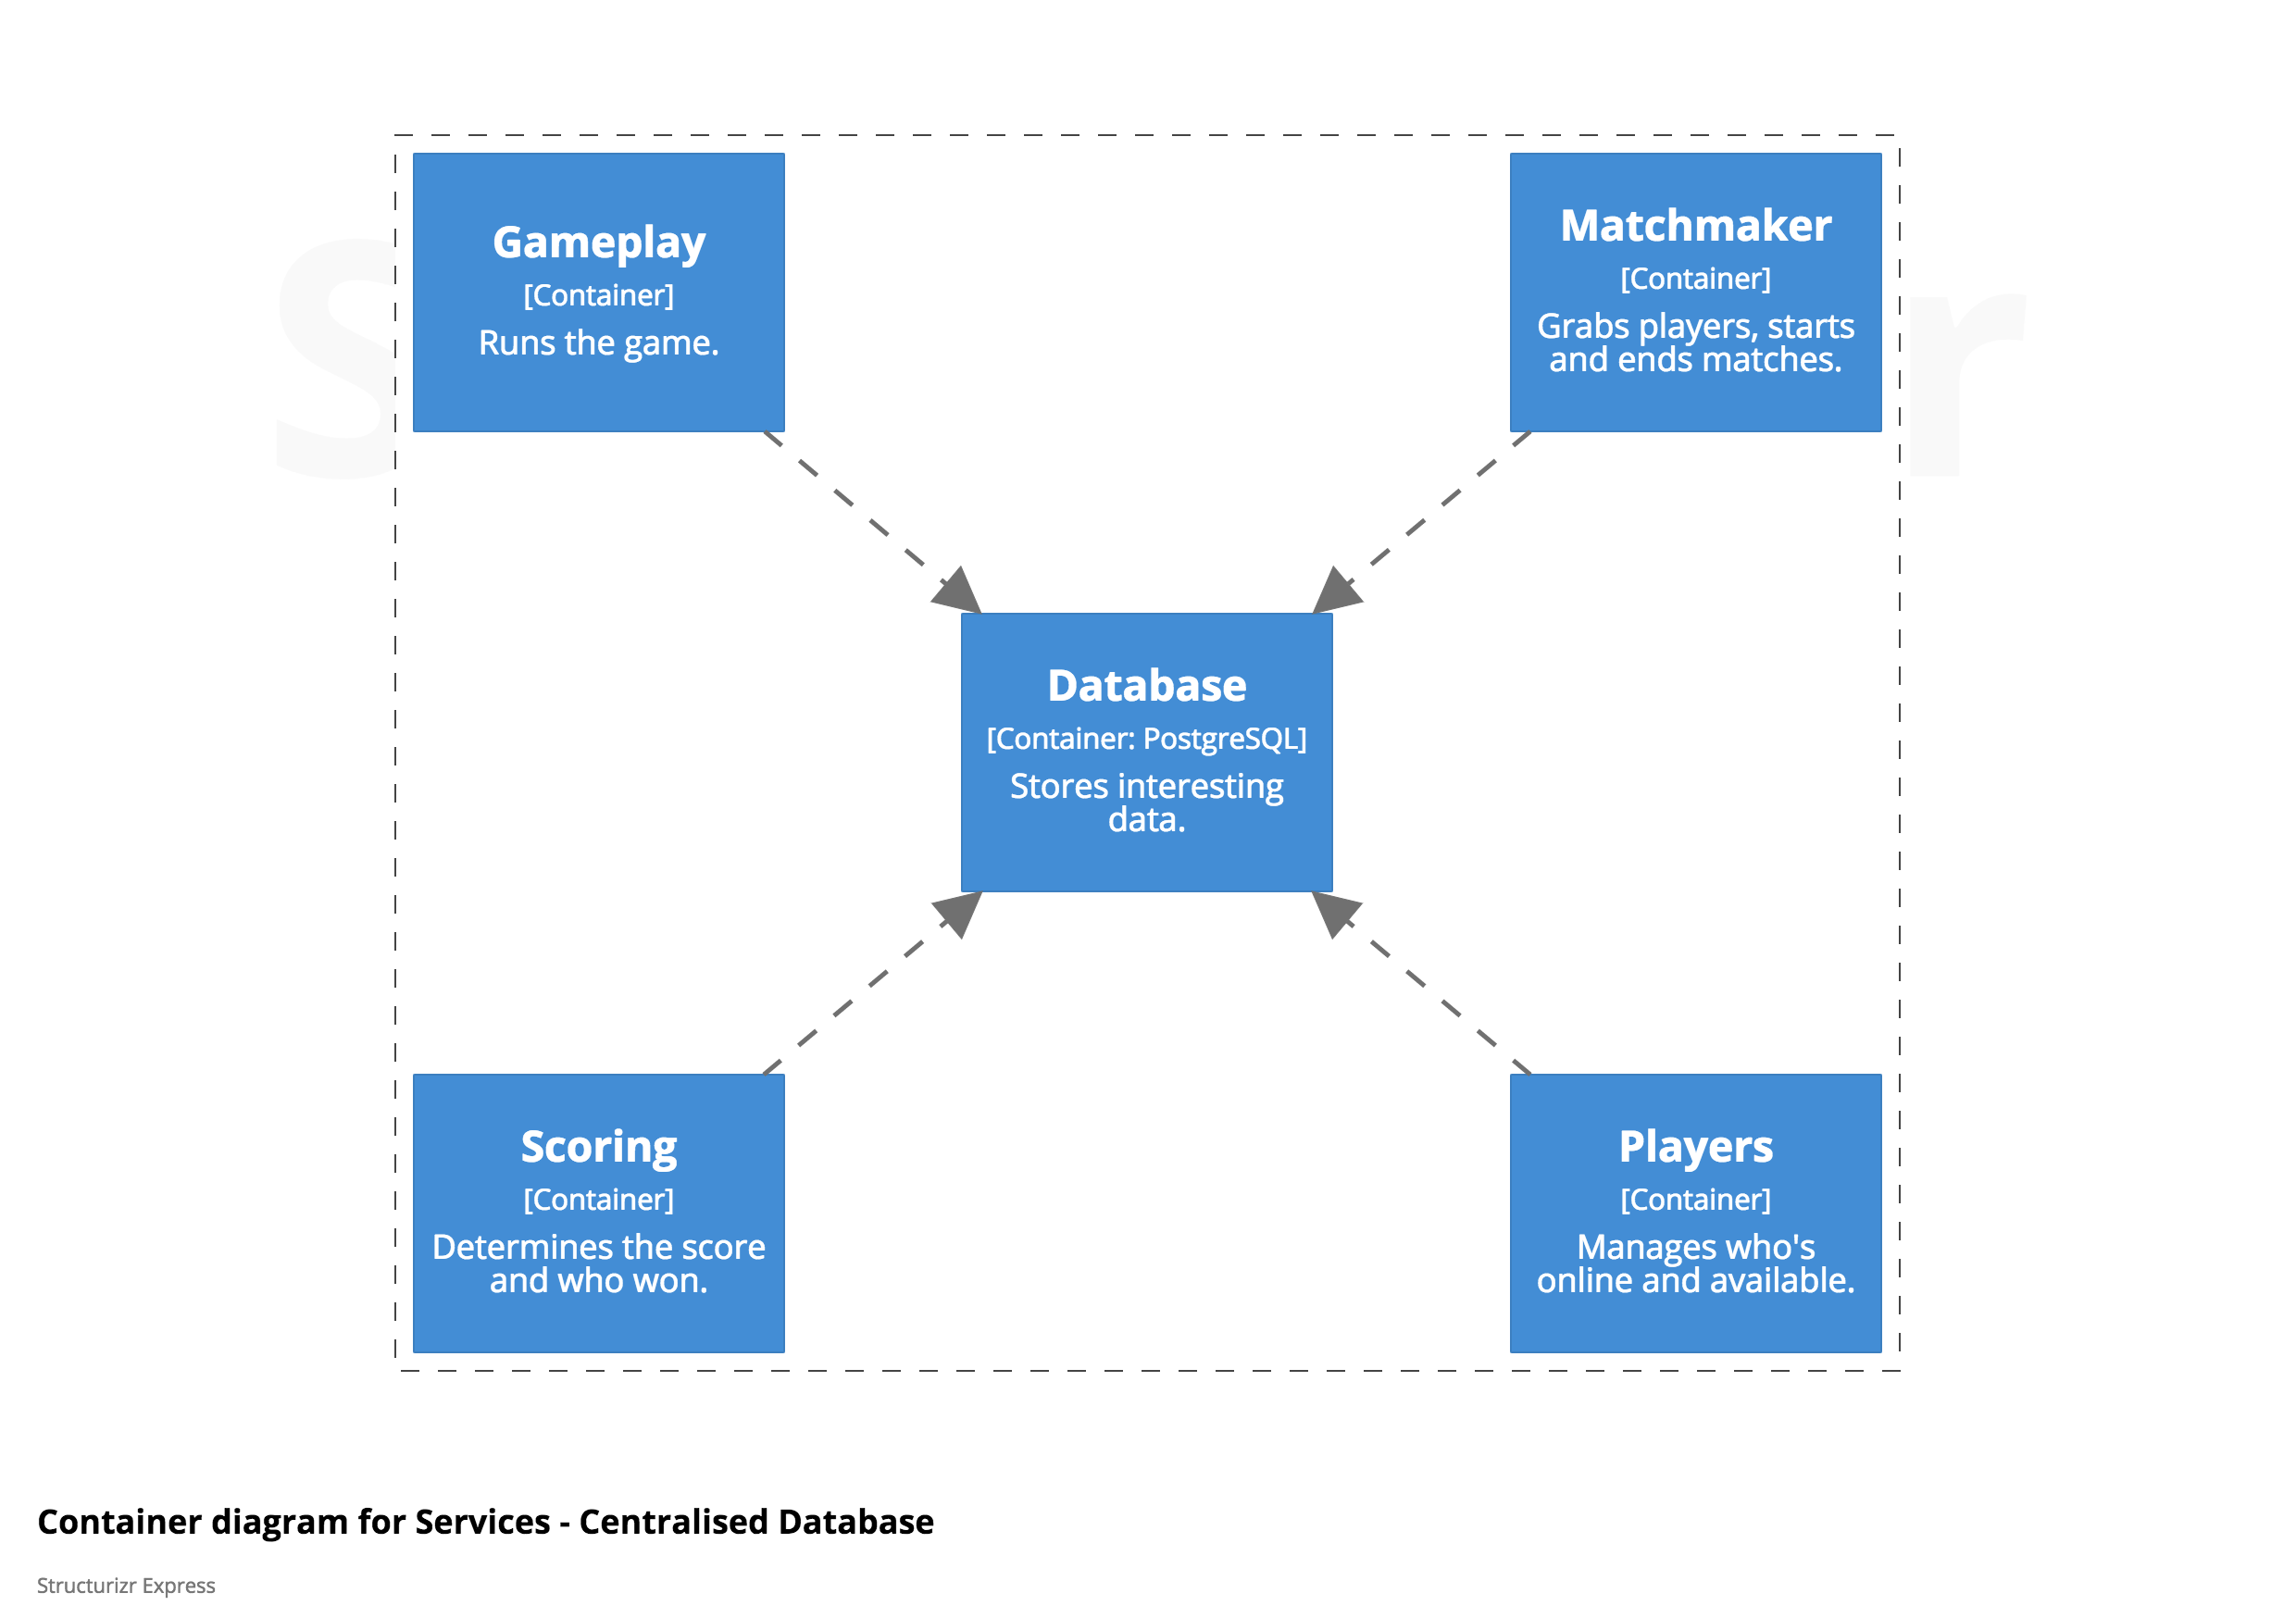 Gameplay
[Container]
Runs the game.
Matchmaker
[Container]
Grabs players, starts
and ends matches.
Database
[Container: PostgreSQL]
Stores interesting
data.
Scoring
[Container]
Determines the score
and who won.
Players
[Container]
Manages who's
online and available.
Container diagram for Services - Centralised Database
Structurizr Express